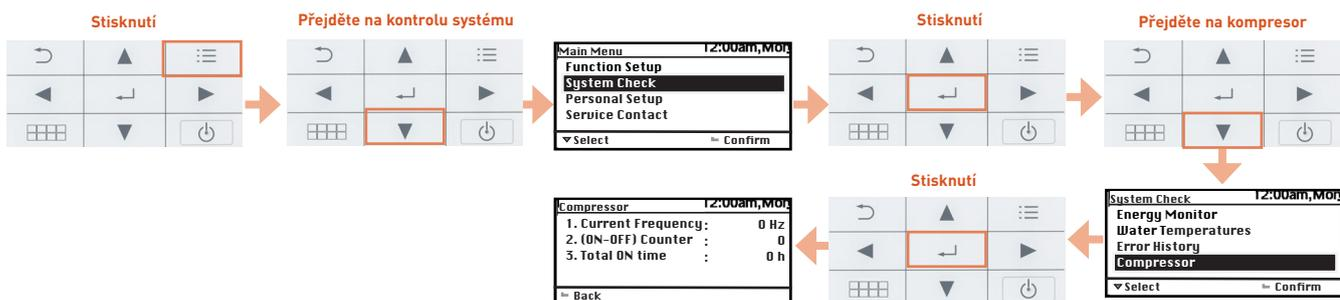 Stisknutí
Přejděte na kontrolu systému
Main Menu 12:00am,Mon
Function Setup
System Check
Personal Setup
Service Contact
▼Select Confirm
Stisknutí
Přejděte na kompresor
System Check 12:00am,Mon
Energy Monitor
Water Temperatures
Error History
Compressor
▼Select Confirm
Stisknutí
Compressor 12:00am,Mon
1. Current Frequency: 0 Hz
2. (ON-OFF) Counter : 0
3. Total ON time : 0 h
Back